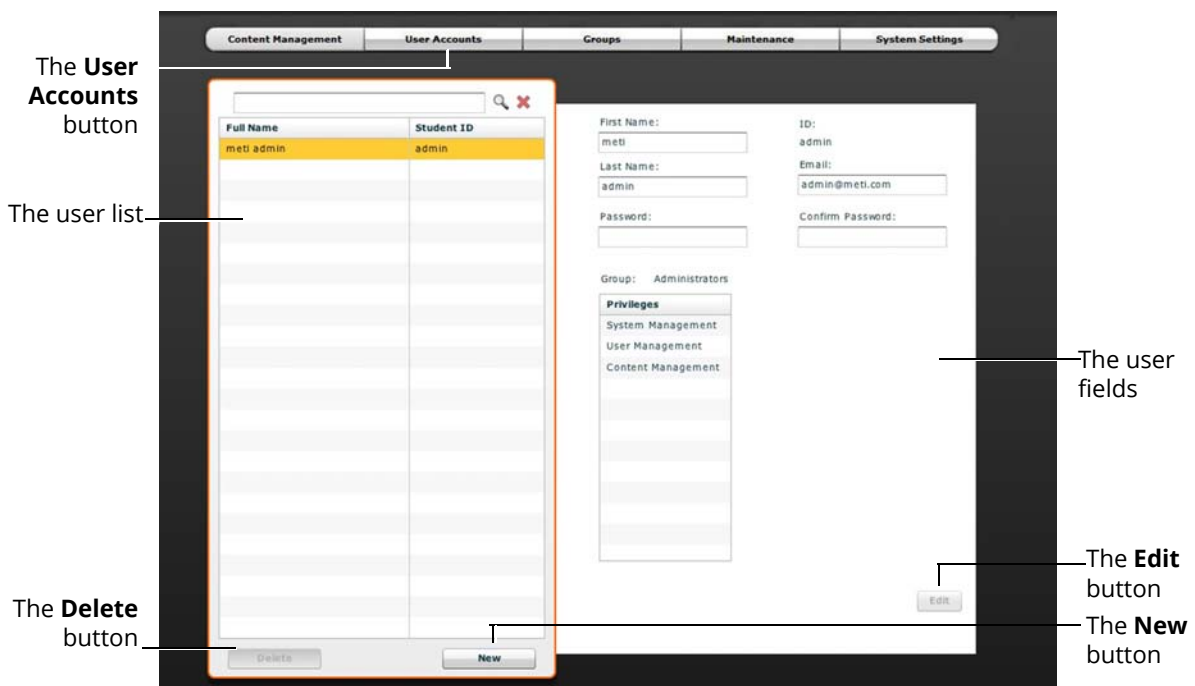 Content Management User Accounts Groups Maintenance System Settings
The User
Accounts
button
Full Name Student ID
meti admin admin
The user list
First Name: ID:
meti admin
Last Name: Email:
admin admin@meti.com
Password: Confirm Password:
Group: Administrators
Privileges
System Management
User Management
Content Management
The user
fields
The Edit
button
Edit
The Delete
button
The New
button
Delete New